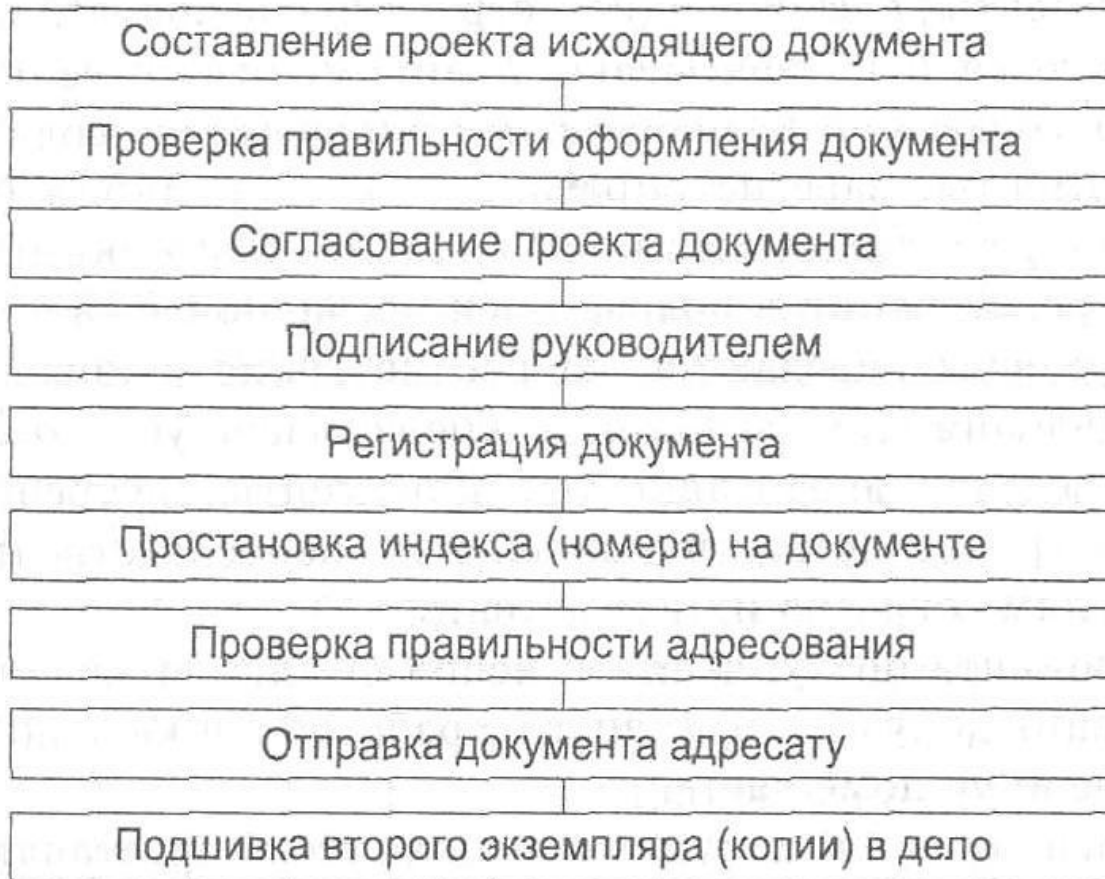 Составление проекта исходящего документа
Проверка правильности оформления документа
Согласование проекта документа
Подписание руководителем
Регистрация документа
Простановка индекса (номера) на документе
Проверка правильности адресования
Отправка документа адресату
Подшивка второго экземпляра (копии) в дело